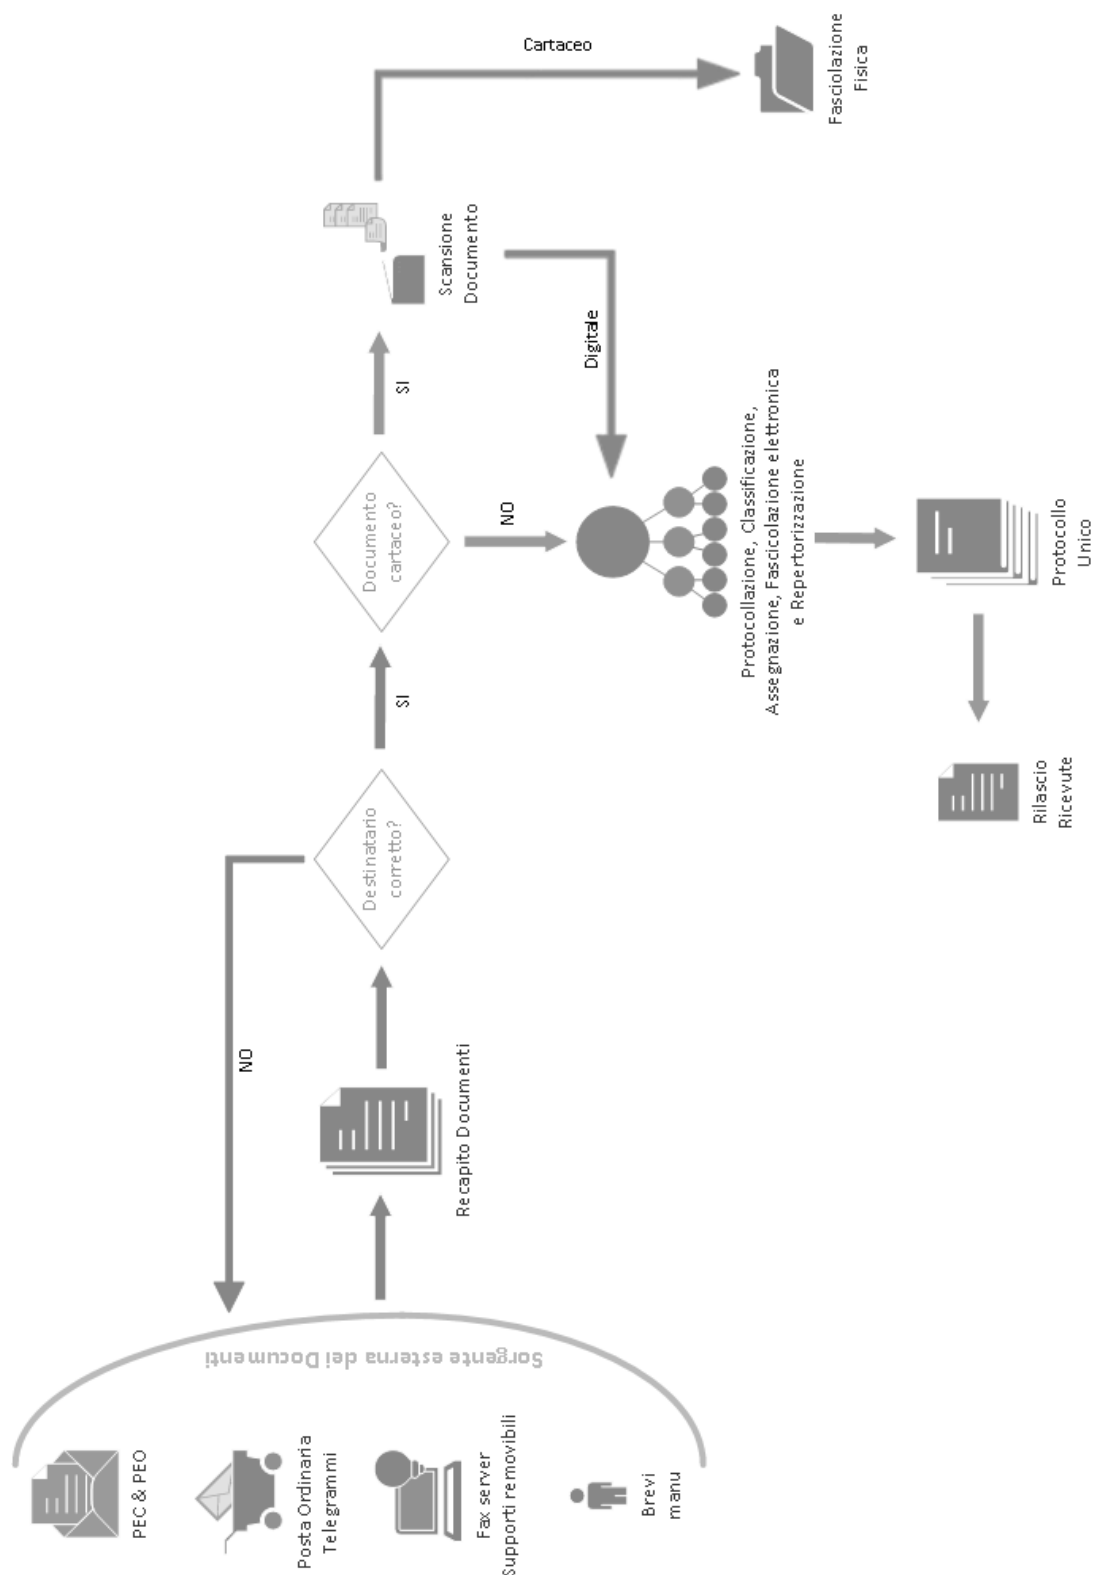 PEC & PEO
Posta Ordinaria
Telegrammi
Fax server
Supporti removibili
Brevi
manu
Sorgente esterna dei Documenti
Recapito Documenti
NO
Destinatario
corretto?
SI
Documento
cartaceo?
SI
NO
Scansione
Documento
Cartaceo
Digitale
Fasciolazione
Fisica
Protocollazione, Classificazione,
Assegnazione, Fascicolazione elettronica
e Repertorizzazione
Protocollo
Unico
Rilascio
Ricevute